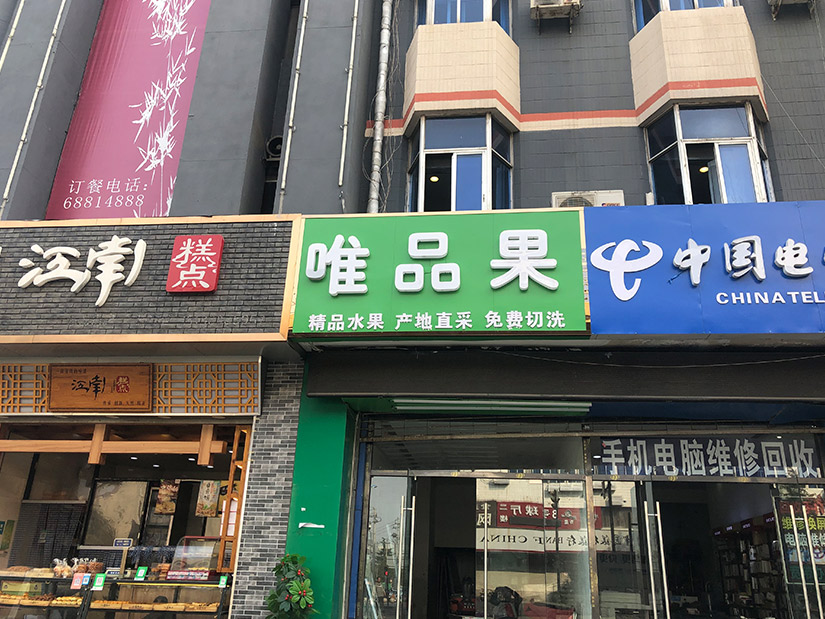 订餐电话:
68814888
江南 糕点
唯品果
精品水果 产地直采 免费切洗
中国电
CHINATEL
江南 糕点
手机电脑维修回收